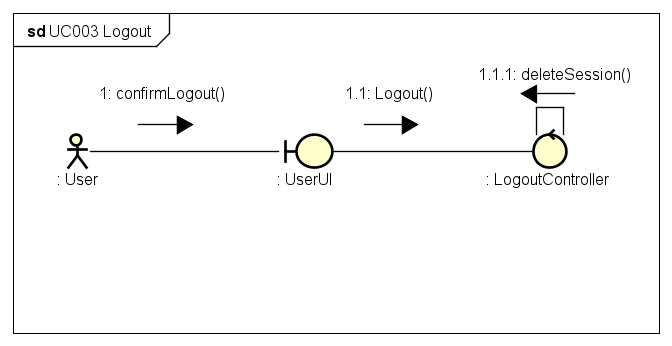 sd UC003 Logout
1.1.1: deleteSession()
1: confirmLogout()
1.1: Logout()
: User
: UserUI
: LogoutController